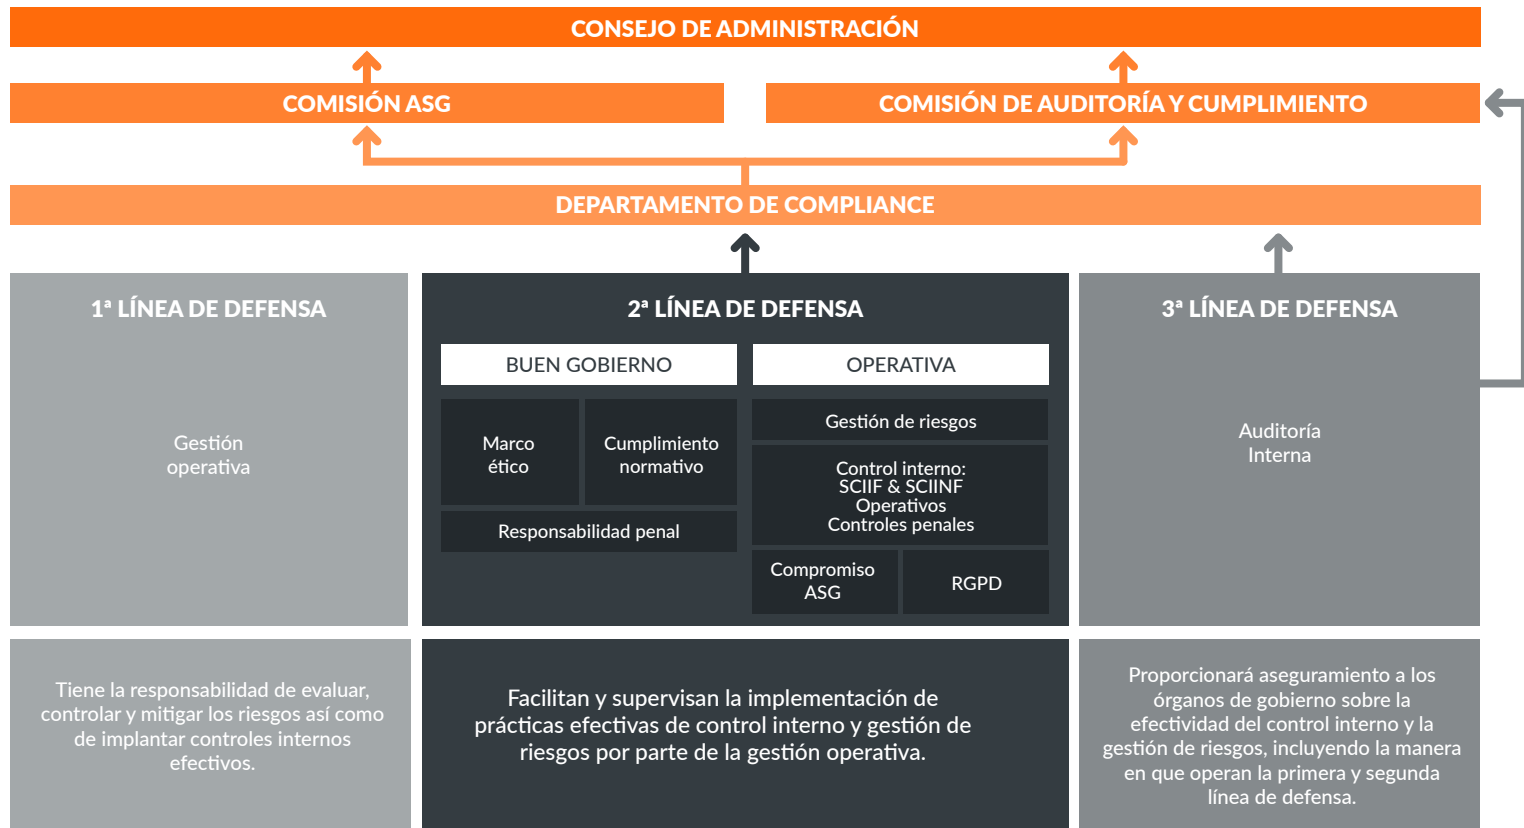 CONSEJO DE ADMINISTRACIÓN
COMISIÓN ASG
COMISIÓN DE AUDITORÍA Y CUMPLIMIENTO
DEPARTAMENTO DE COMPLIANCE
1ª LÍNEA DE DEFENSA
Gestión
operativa
Tiene la responsabilidad de evaluar,
controlar y mitigar los riesgos así como
de implantar controles internos
efectivos.
2ª LÍNEA DE DEFENSA
BUEN GOBIERNO
Marco
ético
Cumplimiento
normativo
Responsabilidad penal
OPERATIVA
Gestión de riesgos
Control interno:
SCIIF & SCIINF
Operativos
Controles penales
Compromiso
ASG
RGPD
Facilitan y supervisan la implementación de
prácticas efectivas de control interno y gestión de
riesgos por parte de la gestión operativa.
3ª LÍNEA DE DEFENSA
Auditoría
Interna
Proporcionará aseguramiento a los
órganos de gobierno sobre la
efectividad del control interno y la
gestión de riesgos, incluyendo la manera
en que operan la primera y segunda
línea de defensa.